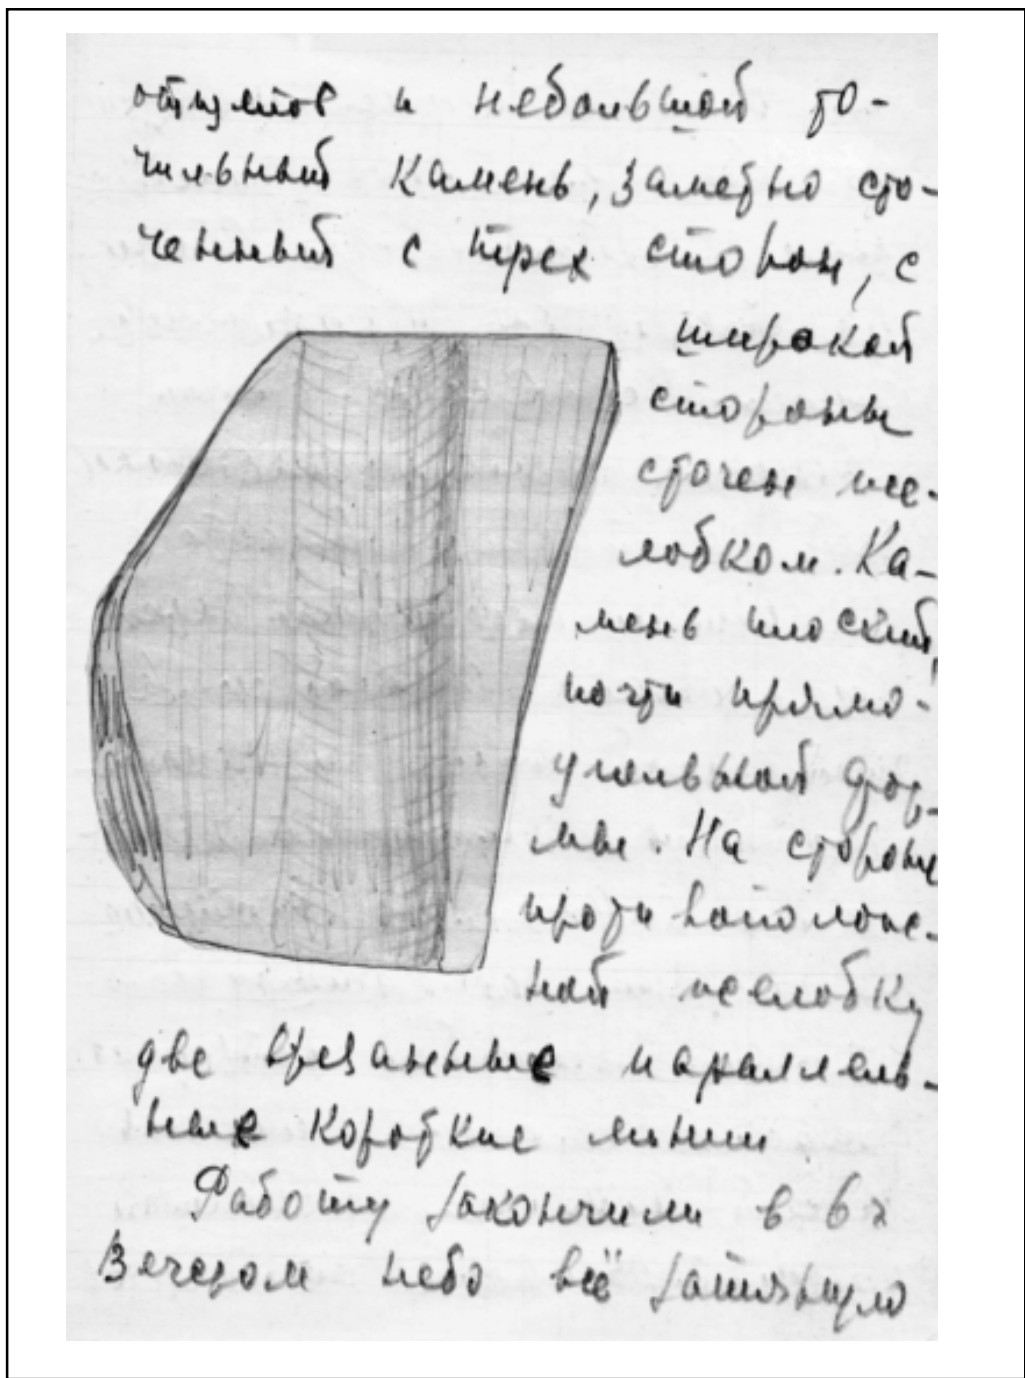 отщепов и небольшой то-
чильный камень, заметно сто-
ченный с трех сторон, с
широкой
стороны
сточен же-
лобком. Ка-
мень плоский,
почти прямо-
угольной фор-
мы. На стороне
противополож-
ной желобку
две врезанные параллель-
ные короткие линии
Работу закончили в 6 ч
Вечером небо всё затянуло